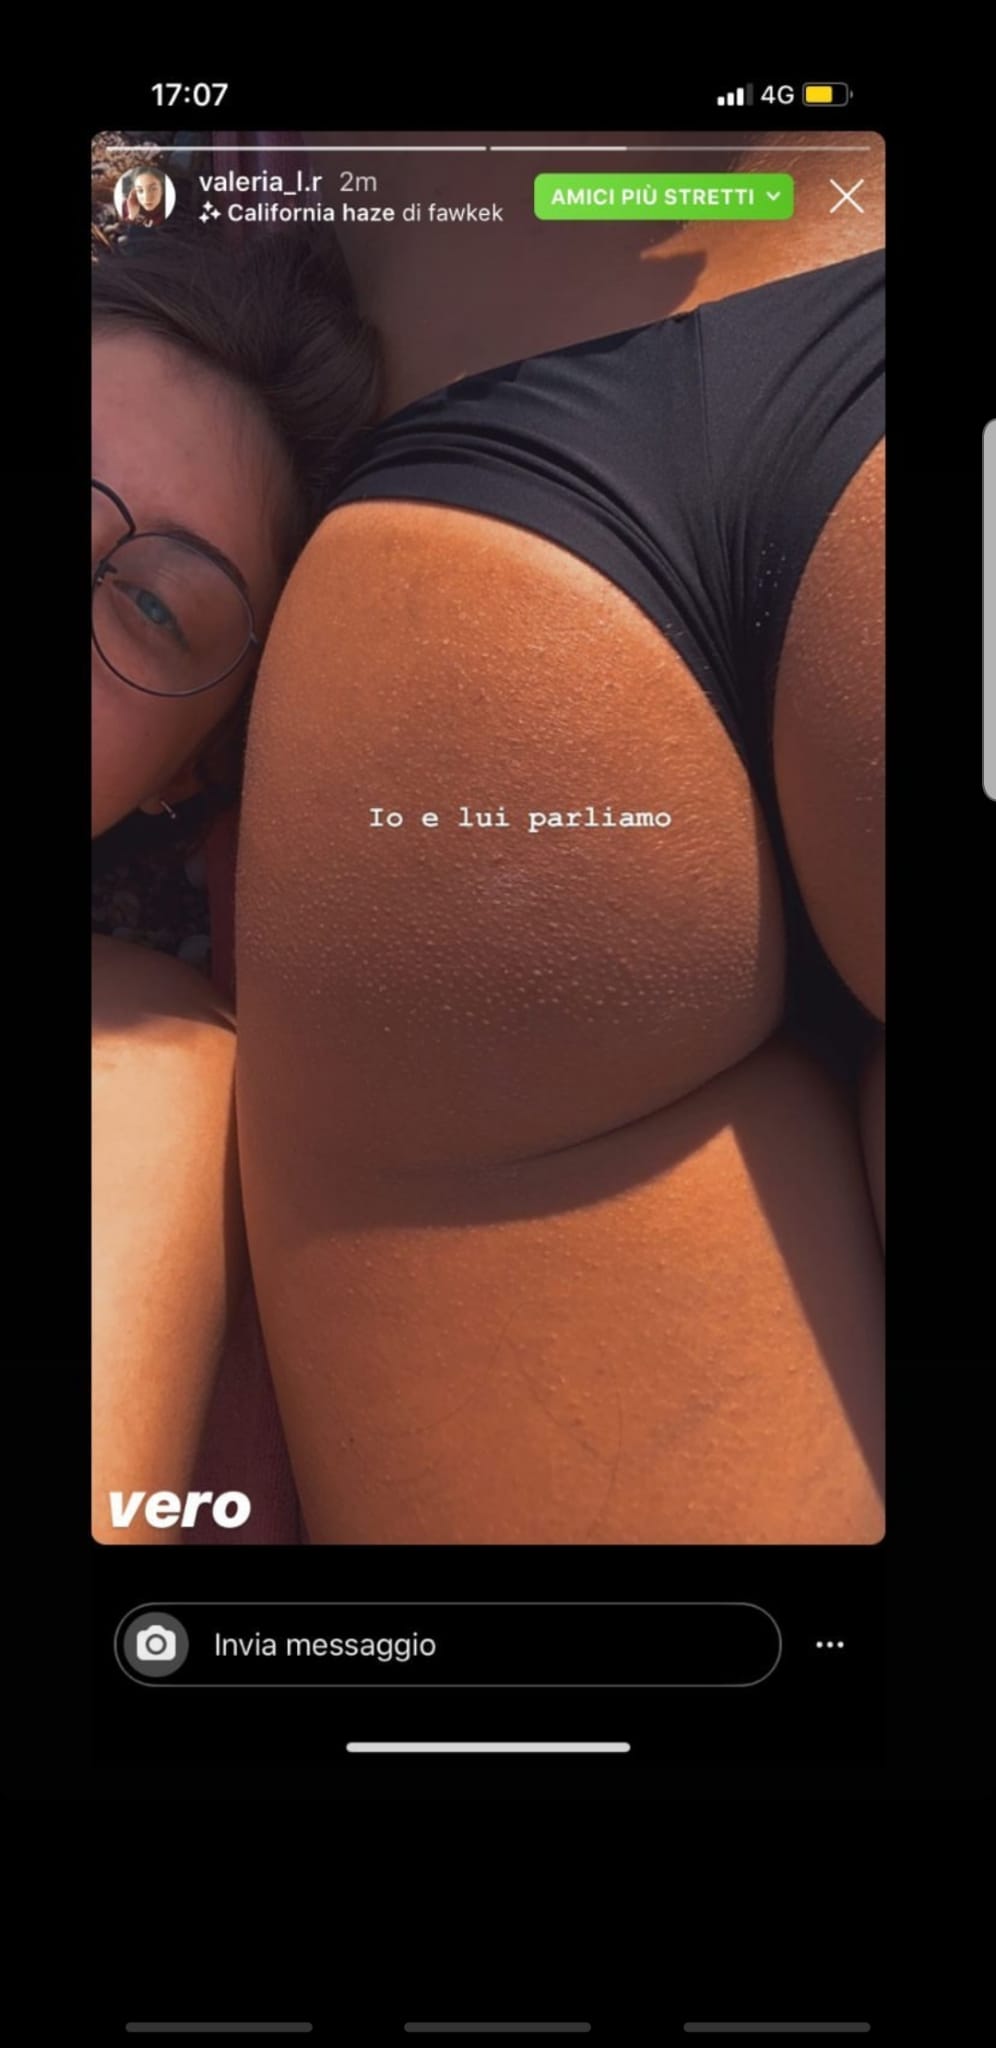 17:07
4G
valeria_l.r 2m
AMICI PIÙ STRETTI
California haze di fawkek
Io e lui parliamo
vero
Invia messaggio